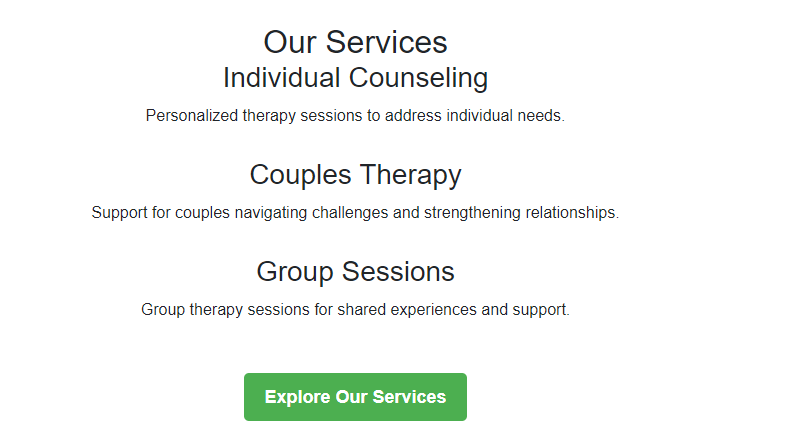 Our Services
Individual Counseling
Personalized therapy sessions to address individual needs.
Couples Therapy
Support for couples navigating challenges and strengthening relationships.
Group Sessions
Group therapy sessions for shared experiences and support.
Explore Our Services